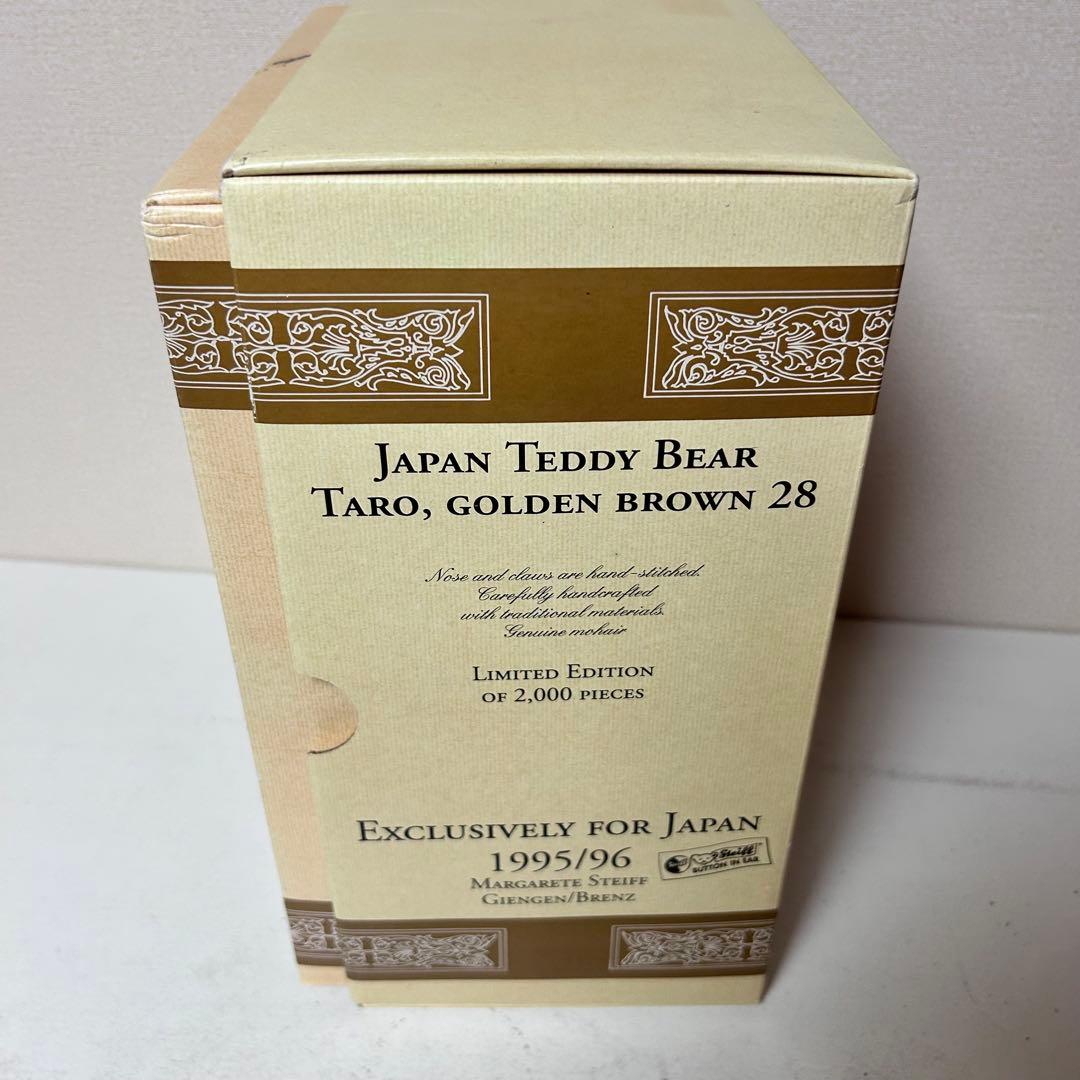 JAPAN TEDDY BEAR
TARO, GOLDEN BROWN 28
Nose and claws are hand-stitched.
Carefully handcrafted
with traditional materials.
Genuine mohair
LIMITED EDITION
OF 2,000 PIECES
EXCLUSIVELY FOR JAPAN
1995/96
MARGARETE STEIFF
GIENGEN/BRENZ
Steiff
BUTTON IN EAR